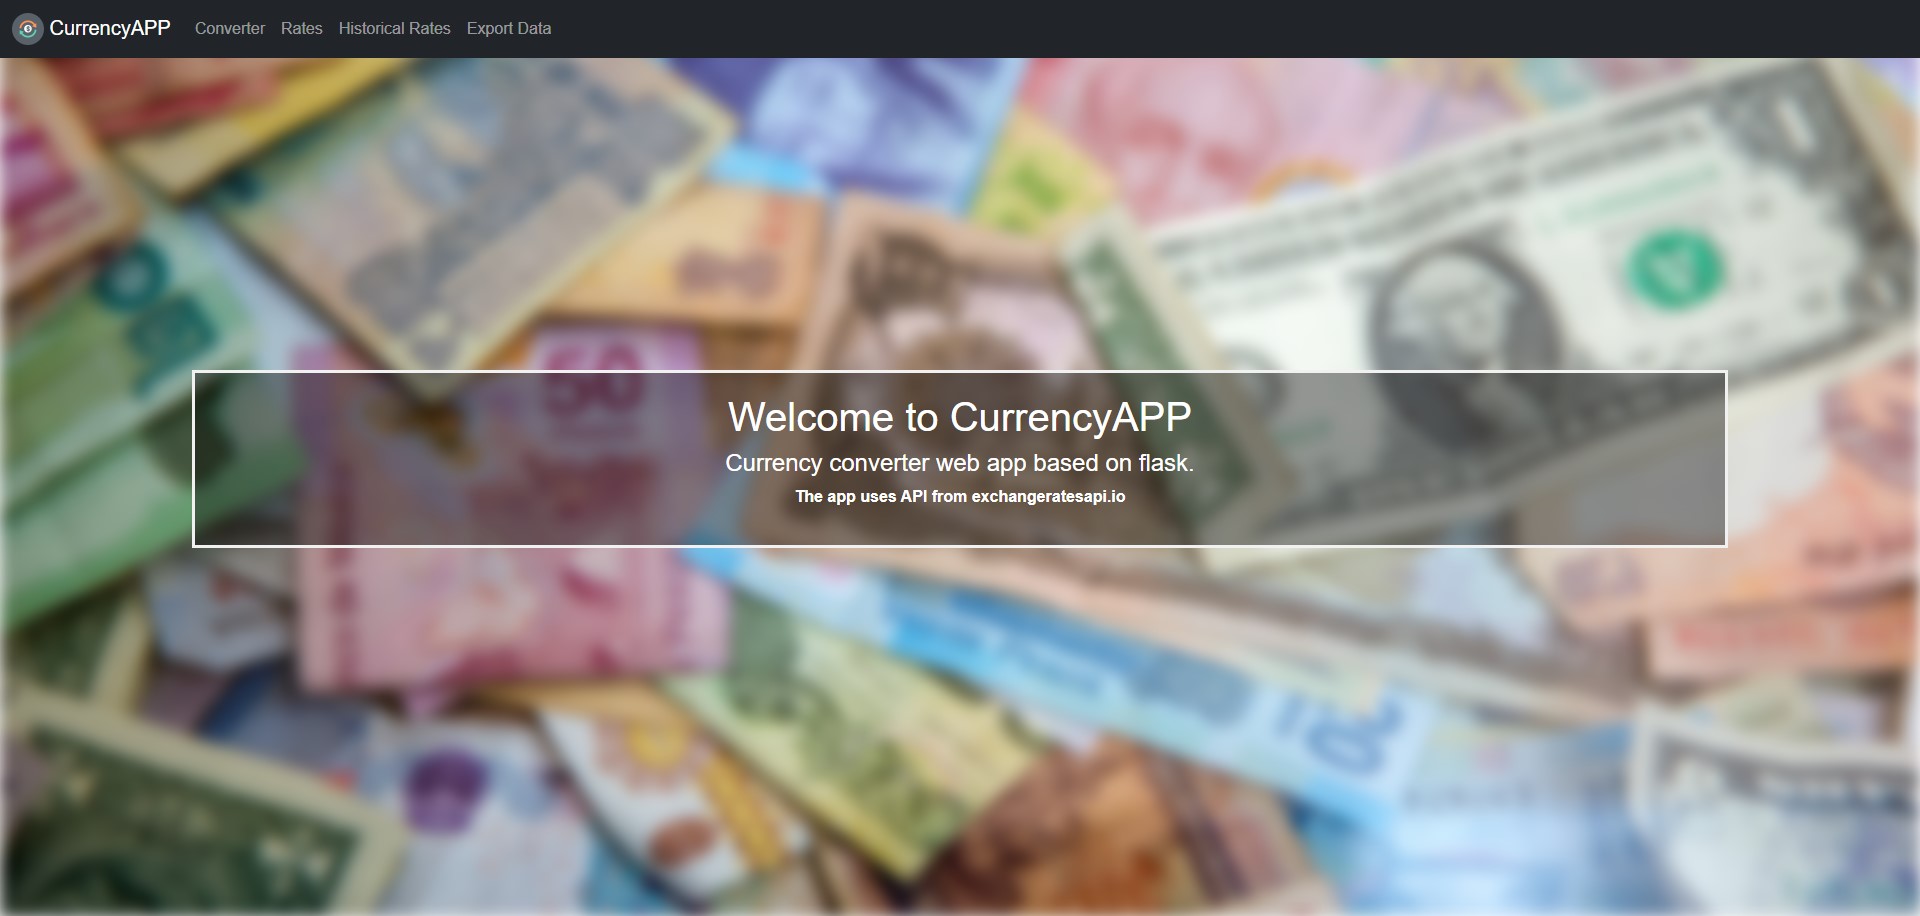 CurrencyAPP Converter Rates Historical Rates Export Data
50
Welcome to CurrencyAPP
Currency converter web app based on flask.
The app uses API from exchangeratesapi.io